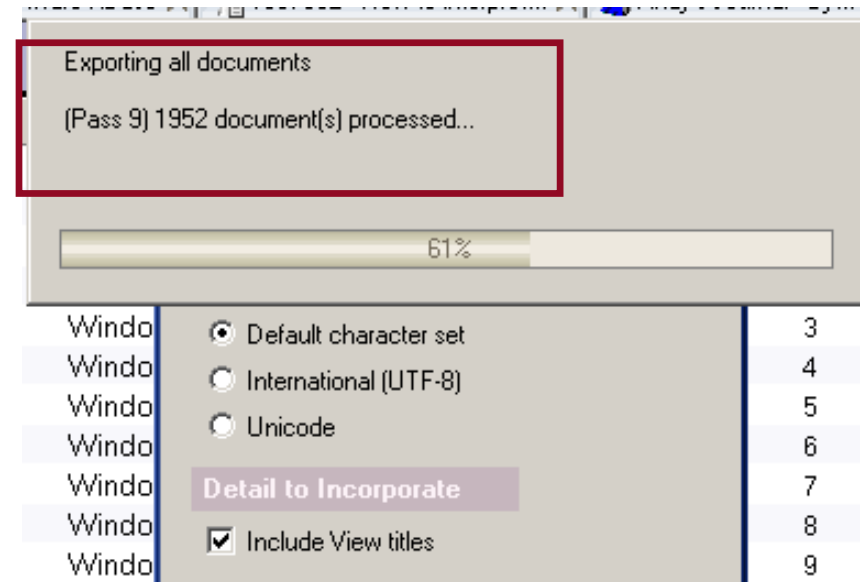 Exporting all documents
(Pass 9) 1952 document(s) processed...
61%
Windo Default character set 3
Windo International (UTF-8) 4
Windo Unicode 5
Windo 6
Windo Detail to Incorporate 7
Windo Include View titles 8
Windo 9